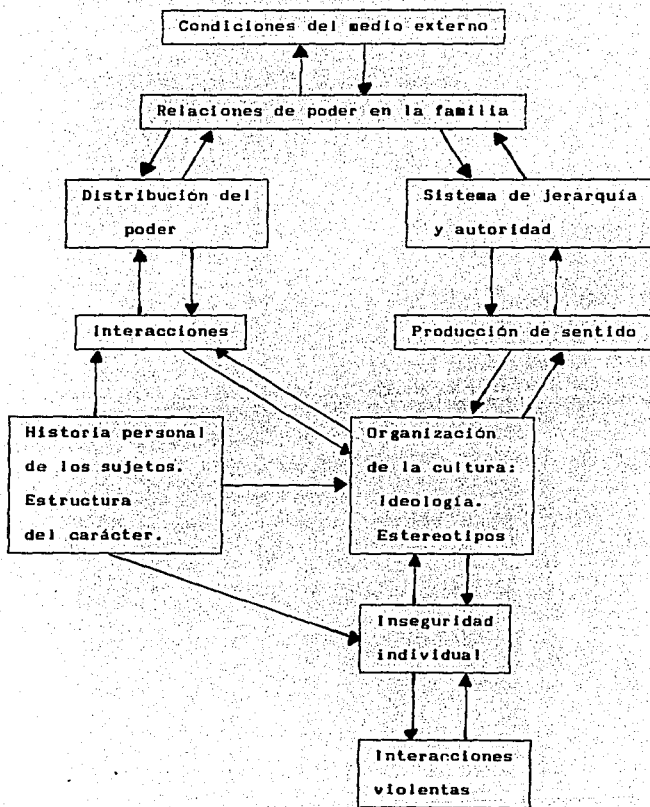 Condiciones del medio externo
Relaciones de poder en la familia
Distribución del
poder
Sistema de jerarquía
y autoridad
Interacciones
Producción de sentido
Historia personal
de los sujetos.
Estructura
del carácter.
Organización
de la cultura:
Ideología.
Estereotipos
Inseguridad
individual
Interacciones
violentas